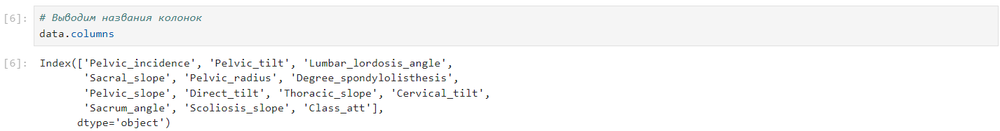 [6]: # Выводим названия колонок
data.columns
[6]: Index(['Pelvic_incidence', 'Pelvic_tilt', 'Lumbar_lordosis_angle',
'Sacral_slope', 'Pelvic_radius', 'Degree_spondylolisthesis',
'Pelvic_slope', 'Direct_tilt', 'Thoracic_slope', 'Cervical_tilt',
'Sacrum_angle', 'Scoliosis_slope', 'Class_att'],
dtype='object')